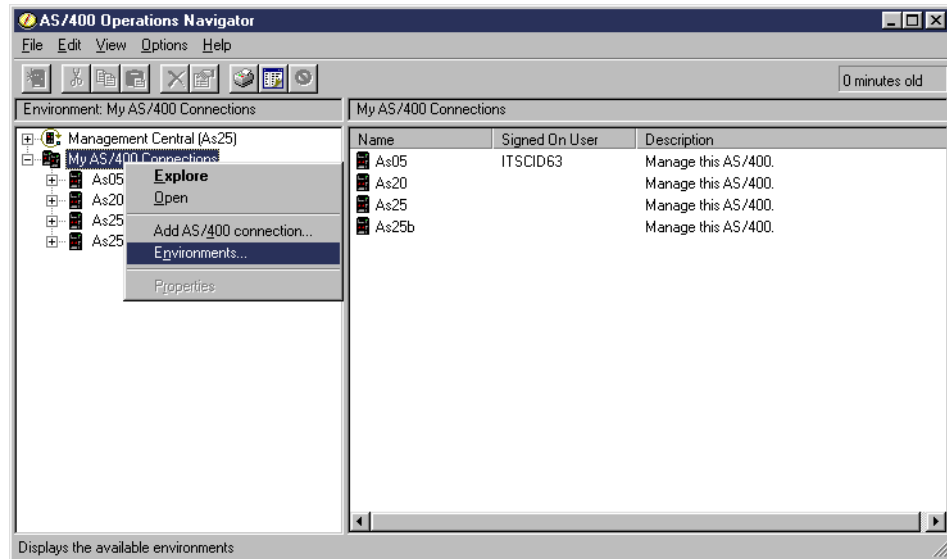 AS/400 Operations Navigator
File Edit View Options Help
0 minutes old
Environment: My AS/400 Connections
My AS/400 Connections
Management Central (As25)
My AS/400 Connections
As05
As20
As25
As25
Explore
Open
Add AS/400 connection...
Environments...
Properties
Name Signed On User Description
As05 ITSCID63 Manage this AS/400.
As20 Manage this AS/400.
As25 Manage this AS/400.
As25b Manage this AS/400.
Displays the available environments